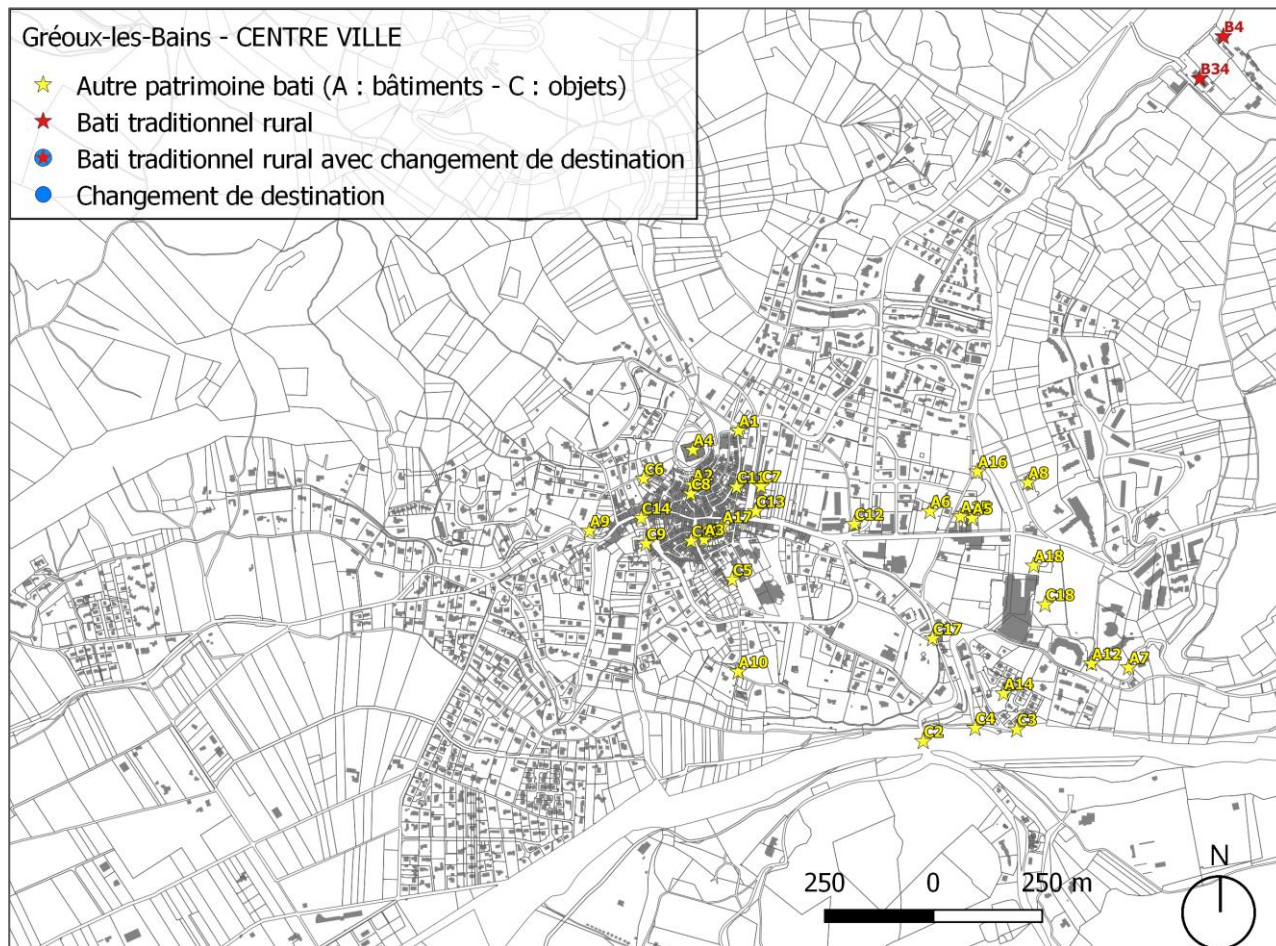 Gréoux-les-Bains - CENTRE VILLE
Autre patrimoine bati (A : bâtiments - C : objets)
Bati traditionnel rural
Bati traditionnel rural avec changement de destination
Changement de destination
B4
B34
A1
A4
C6
A2
C8
C11
C7
A16
A8
C14
C13
A17
A6
A5
A9
C12
C9
A3
A18
C5
C18
C17
A10
A12
A7
A14
C4
C3
C2
250 0 250 m
N